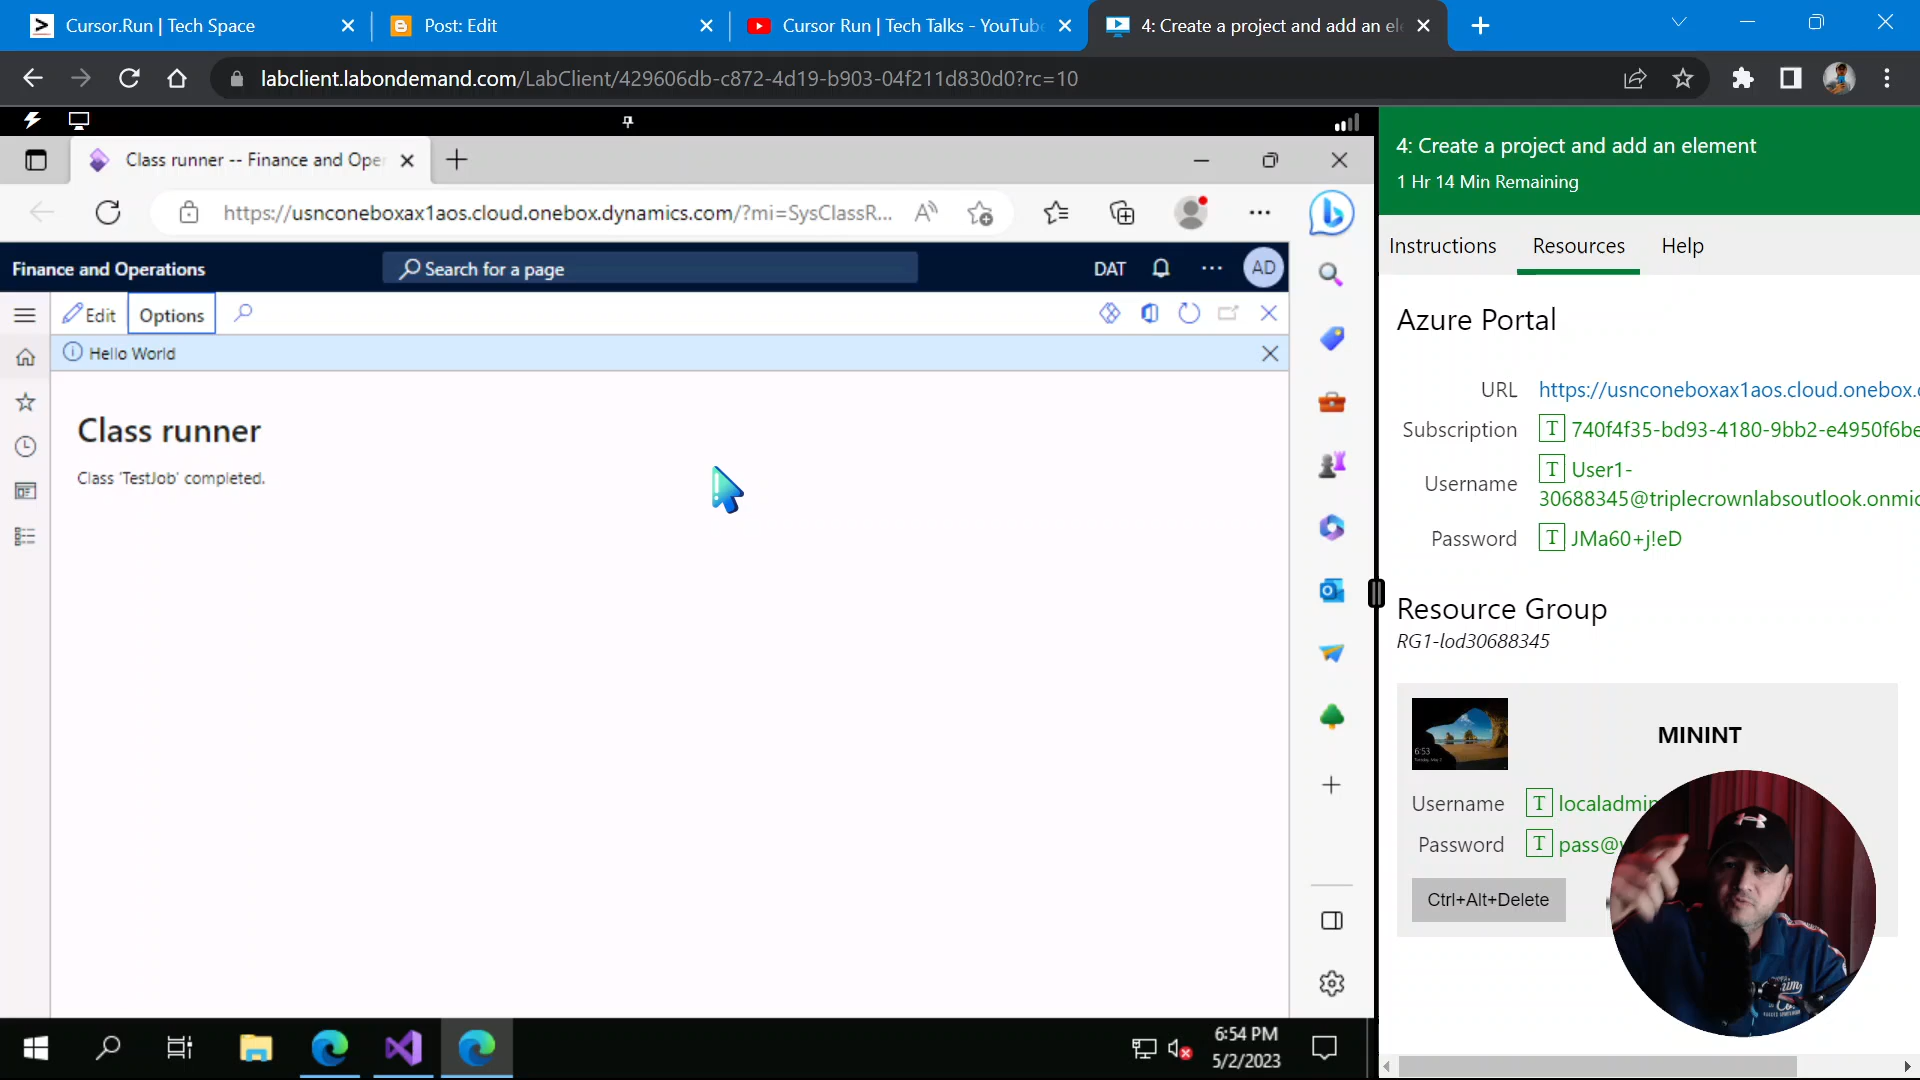 Cursor.Run | Tech Space
Post: Edit
Cursor Run | Tech Talks - YouTube
4: Create a project and add an el
labclient.labondemand.com/LabClient/429606db-c872-4d19-b903-04f211d830d0?rc=10
Class runner -- Finance and Oper
https://usnconeboxax1aos.cloud.onebox.dynamics.com/?mi=SysClassR...
Finance and Operations
Search for a page
DAT
AD
Edit
Options
Hello World
Class runner
Class 'TestJob' completed.
6:54 PM
5/2/2023
4: Create a project and add an element
1 Hr 14 Min Remaining
Instructions
Resources
Help
Azure Portal
URL
https://usnconeboxax1aos.cloud.onebox.
Subscription
T 740f4f35-bd93-4180-9bb2-e4950f6be
Username
T User1-
30688345@triplecrownlabsoutlook.onmic
Password
T JMa60+j!eD
Resource Group
RG1-lod30688345
6:53
MININT
Username
T localadmin
Password
T pass@
Ctrl+Alt+Delete